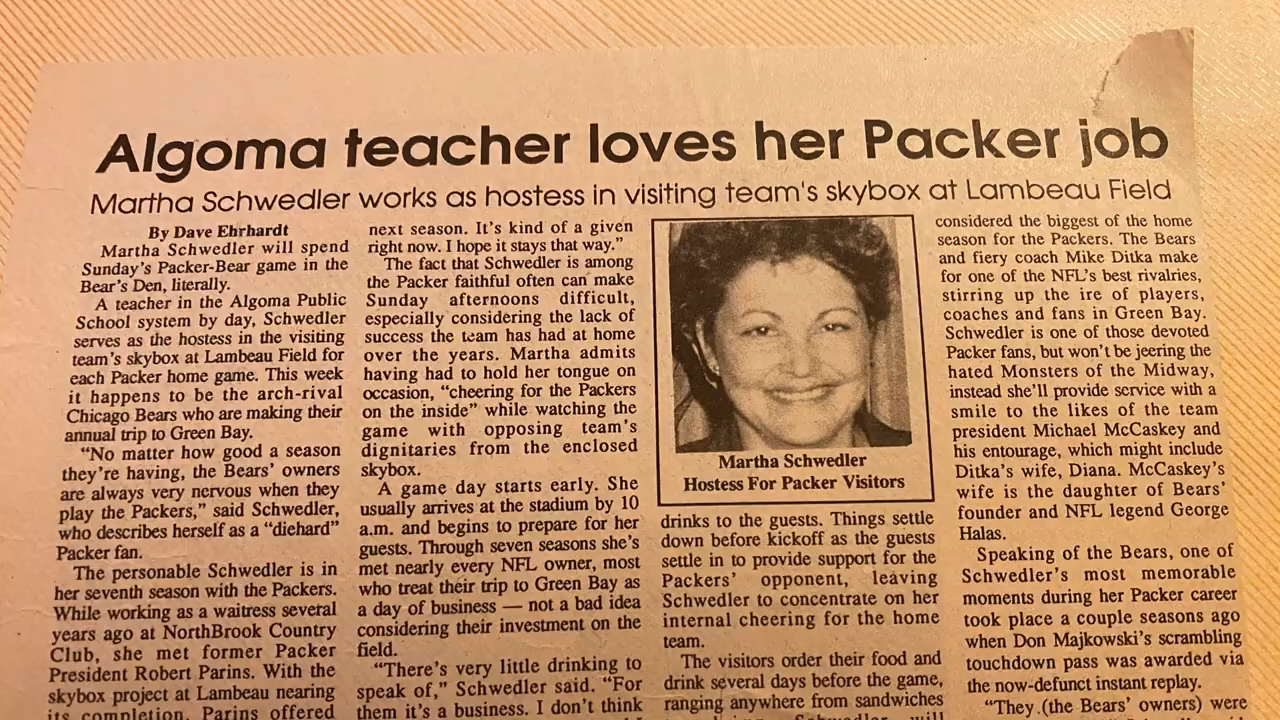 Algoma teacher loves her Packer job
Martha Schwedler works as hostess in visiting team's skybox at Lambeau Field
By Dave Ehrhardt
Martha Schwedler will spend
Sunday's Packer-Bear game in the
Bear's Den, literally.
A teacher in the Algoma Public
School system by day, Schwedler
serves as the hostess in the visiting
team's skybox at Lambeau Field for
each Packer home game. This week
it happens to be the arch-rival
Chicago Bears who are making their
annual trip to Green Bay.
"No matter how good a season
they're having, the Bears' owners
are always very nervous when they
play the Packers," said Schwedler,
who describes herself as a "diehard"
Packer fan.
The personable Schwedler is in
her seventh season with the Packers.
While working as a waitress several
years ago at NorthBrook Country
Club, she met former Packer
President Robert Parins. With the
skybox project at Lambeau nearing
its completion, Parins offered
next season. It's kind of a given
right now. I hope it stays that way."
The fact that Schwedler is among
the Packer faithful often can make
Sunday afternoons difficult,
especially considering the lack of
success the team has had at home
over the years. Martha admits
having had to hold her tongue on
occasion, "cheering for the Packers
on the inside" while watching the
game with opposing team's
dignitaries from the enclosed
skybox.
A game day starts early. She
usually arrives at the stadium by 10
a.m. and begins to prepare for her
guests. Through seven seasons she's
met nearly every NFL owner, most
who treat their trip to Green Bay as
a day of business — not a bad idea
considering their investment on the
field.
"There's very little drinking to
speak of," Schwedler said. "For
them it's a business. I don't think
Martha Schwedler
Hostess For Packer Visitors
drinks to the guests. Things settle
down before kickoff as the guests
settle in to provide support for the
Packers' opponent, leaving
Schwedler to concentrate on her
internal cheering for the home
team.
The visitors order their food and
drink several days before the game,
ranging anywhere from sandwiches
will
considered the biggest of the home
season for the Packers. The Bears
and fiery coach Mike Ditka make
for one of the NFL's best rivalries,
stirring up the ire of players,
coaches and fans in Green Bay.
Schwedler is one of those devoted
Packer fans, but won't be jeering the
hated Monsters of the Midway,
instead she'll provide service with a
smile to the likes of the team
president Michael McCaskey and
his entourage, which might include
Ditka's wife, Diana. McCaskey's
wife is the daughter of Bears'
founder and NFL legend George
Halas.
Speaking of the Bears, one of
Schwedler's most memorable
moments during her Packer career
took place a couple seasons ago
when Don Majkowski's scrambling
touchdown pass was awarded via
the now-defunct instant replay.
"They (the Bears' owners) were